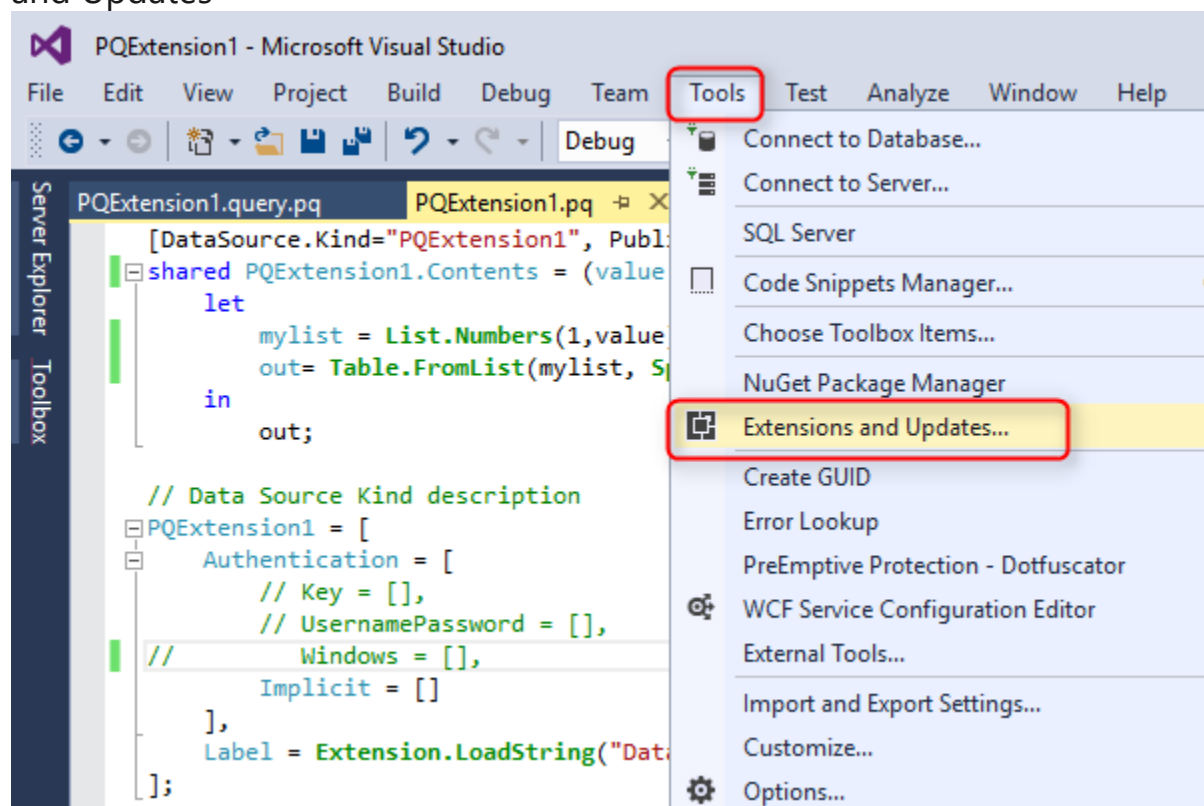 and Updates
PQExtension1 - Microsoft Visual Studio
File Edit View Project Build Debug Team Tools Test Analyze Window Help
Debug
Server Explorer
Toolbox
PQExtension1.query.pq PQExtension1.pq
[DataSource.Kind="PQExtension1", Publ
shared PQExtension1.Contents = (value
let
mylist = List.Numbers(1,value
out= Table.FromList(mylist, Sp
in
out;
// Data Source Kind description
PQExtension1 = [
Authentication = [
// Key = [],
// UsernamePassword = [],
// Windows = [],
Implicit = []
],
Label = Extension.LoadString("Data
];
Connect to Database...
Connect to Server...
SQL Server
Code Snippets Manager...
Choose Toolbox Items...
NuGet Package Manager
Extensions and Updates...
Create GUID
Error Lookup
PreEmptive Protection - Dotfuscator
WCF Service Configuration Editor
External Tools...
Import and Export Settings...
Customize...
Options...